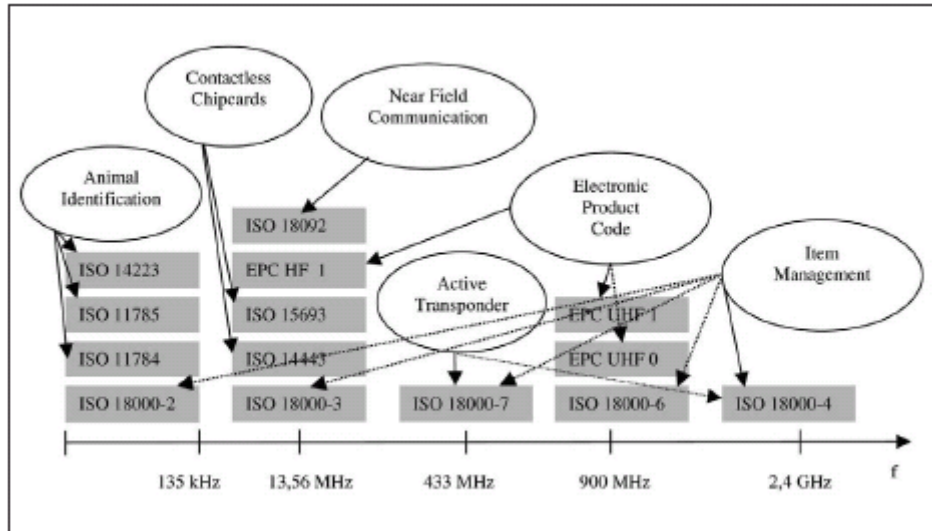 Contactless
Chipcards
Near Field
Communication
Animal
Identification
Electronic
Product
Code
Item
Management
Active
Transponder
ISO 18092
ISO 14223
EPC HF 1
ISO 11785
ISO 15693
EPC UHF 1
ISO 11784
ISO 14443
EPC UHF 0
ISO 18000-2
ISO 18000-3
ISO 18000-7
ISO 18000-6
ISO 18000-4
f
135 kHz
13,56 MHz
433 MHz
900 MHz
2,4 GHz